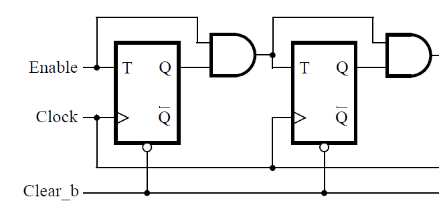 Enable T Q T Q
Clock Q̅ Q̅
Clear_b